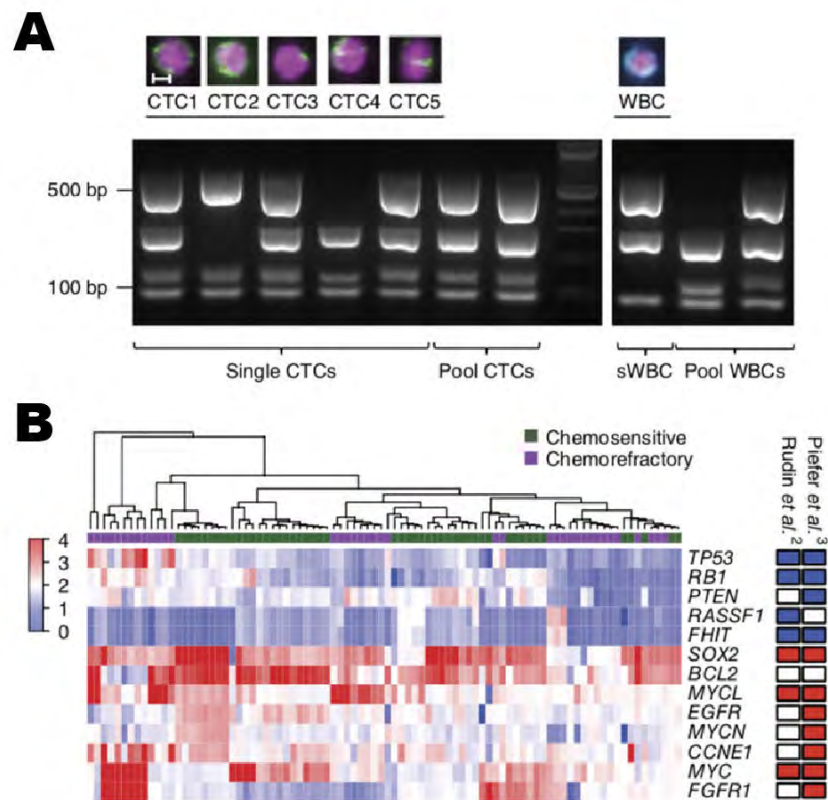 A
CTC1 CTC2 CTC3 CTC4 CTC5 WBC
500 bp
100 bp
Single CTCs Pool CTCs sWBC Pool WBCs
B
Chemosensitive
Chemorefractory
Rudin et al. 2
Piefer et al. 3
4
3
2
1
0
TP53
RB1
PTEN
RASSF1
FHIT
SOX2
BCL2
MYCL
EGFR
MYCN
CCNE1
MYC
FGFR1